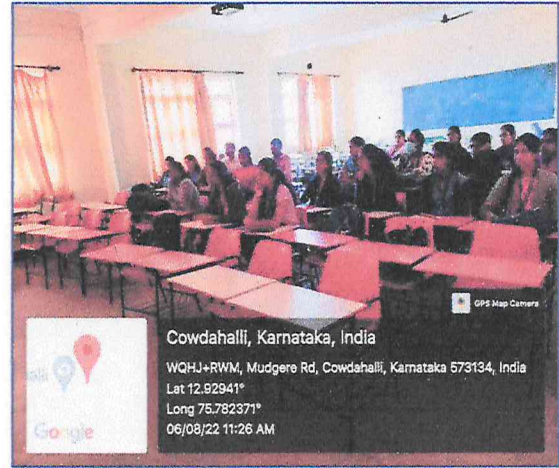 GPS Map Camera
Cowdahalli, Karnataka, India
WQHJ+RWM, Mudgere Rd, Cowdahalli, Karnataka 573134, India
Lat 12.92941°
Long 75.782371°
06/08/22 11:26 AM
alli
Google